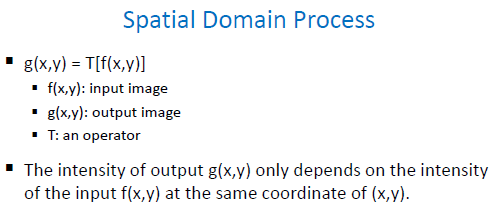 Spatial Domain Process
▪ g(x,y) = T[f(x,y)]
▪ f(x,y): input image
▪ g(x,y): output image
▪ T: an operator
▪ The intensity of output g(x,y) only depends on the intensity
of the input f(x,y) at the same coordinate of (x,y).